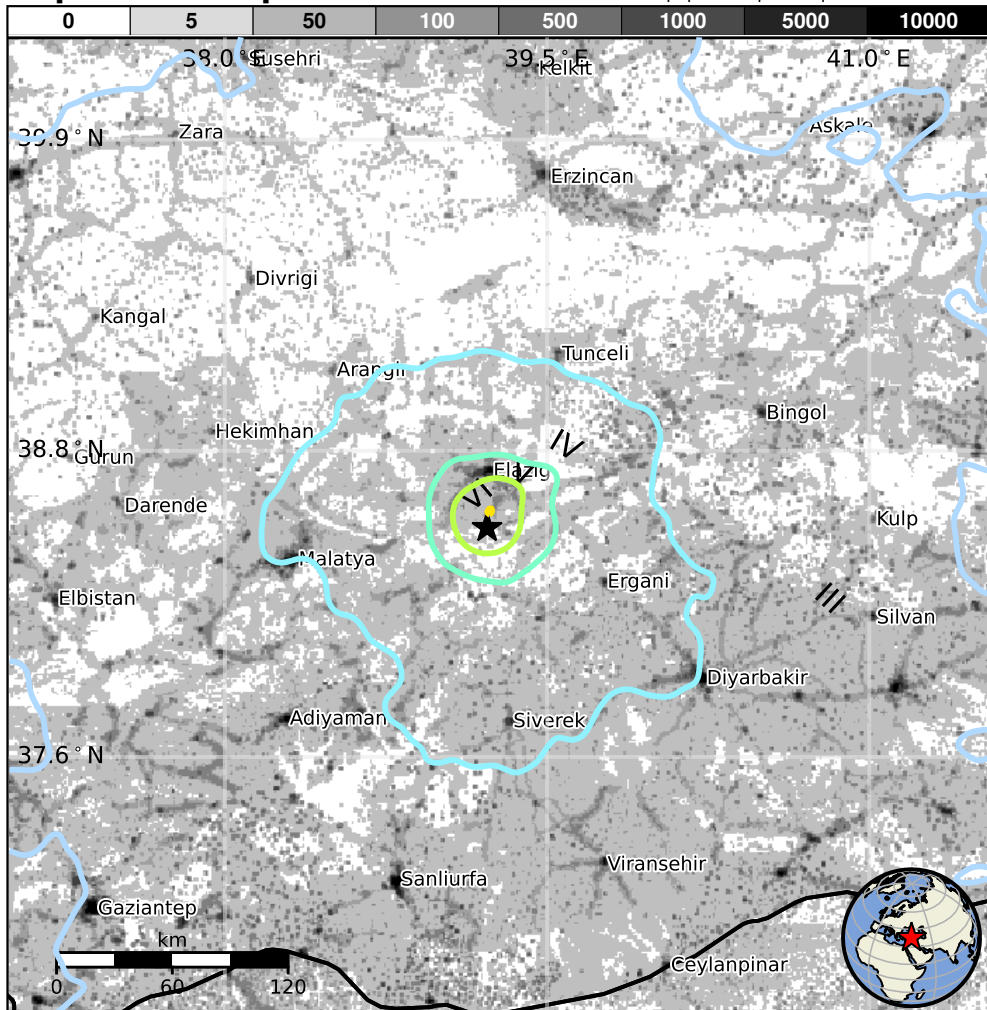 0 5 50 100 500 1000 5000 10000
38.0°E Susehri 39.5°E Kelkit 41.0°E
39.9°N Zara Askale
Erzincan
Divrigi
Kangal
Arangil Tunceli
Bingol
Hekimhan
38.8°N IV
Gurun
Elazig V
VI
Darende Kulp
Malatya
Ergani
Elbistan III
Silvan
Diyarbakir
Adiyaman Siverek
37.6°N
Viransehir
Sanliurfa
Gaziantep
km
Ceylanpinar
0 60 120